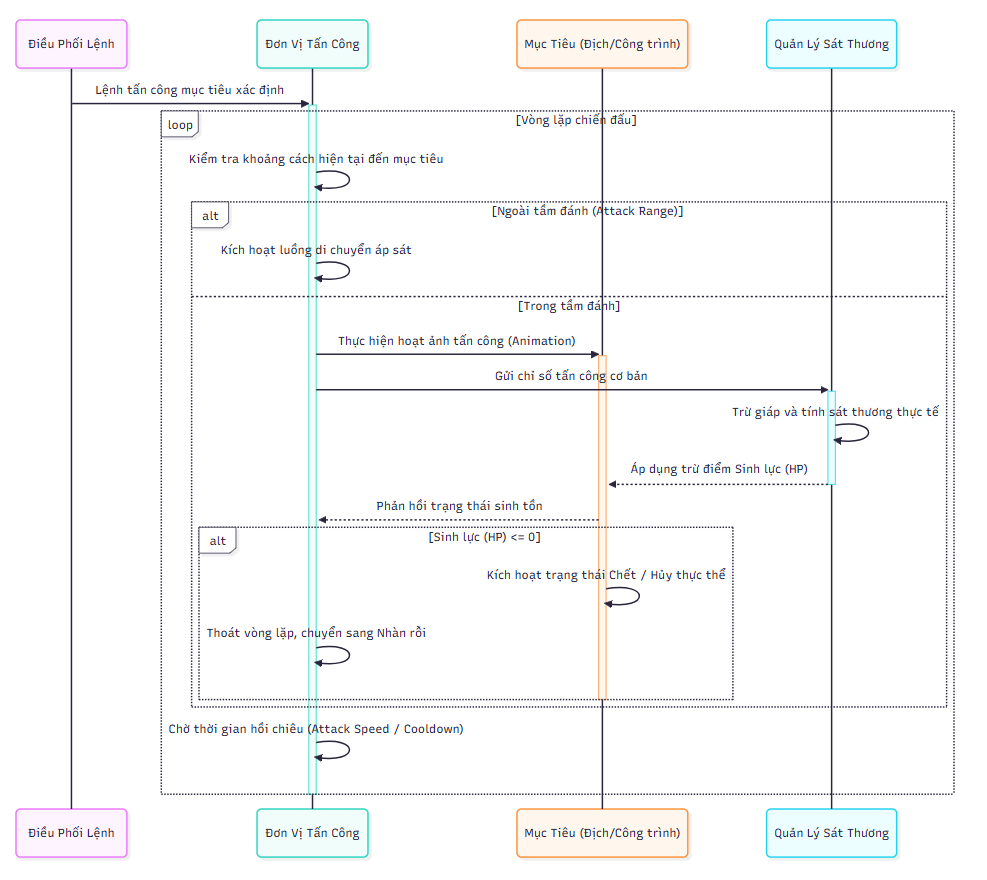 Điều Phối Lệnh
Đơn Vị Tấn Công
Mục Tiêu (Địch/Công trình)
Quản Lý Sát Thương
Lệnh tấn công mục tiêu xác định
loop
[Vòng lặp chiến đấu]
Kiểm tra khoảng cách hiện tại đến mục tiêu
alt
[Ngoài tầm đánh (Attack Range)]
Kích hoạt luồng di chuyển áp sát
[Trong tầm đánh]
Thực hiện hoạt ảnh tấn công (Animation)
Gửi chỉ số tấn công cơ bản
Trừ giáp và tính sát thương thực tế
Áp dụng trừ điểm Sinh lực (HP)
Phản hồi trạng thái sinh tồn
alt
[Sinh lực (HP) <= 0]
Kích hoạt trạng thái Chết / Hủy thực thể
Thoát vòng lặp, chuyển sang Nhàn rỗi
Chờ thời gian hồi chiêu (Attack Speed / Cooldown)
Điều Phối Lệnh
Đơn Vị Tấn Công
Mục Tiêu (Địch/Công trình)
Quản Lý Sát Thương